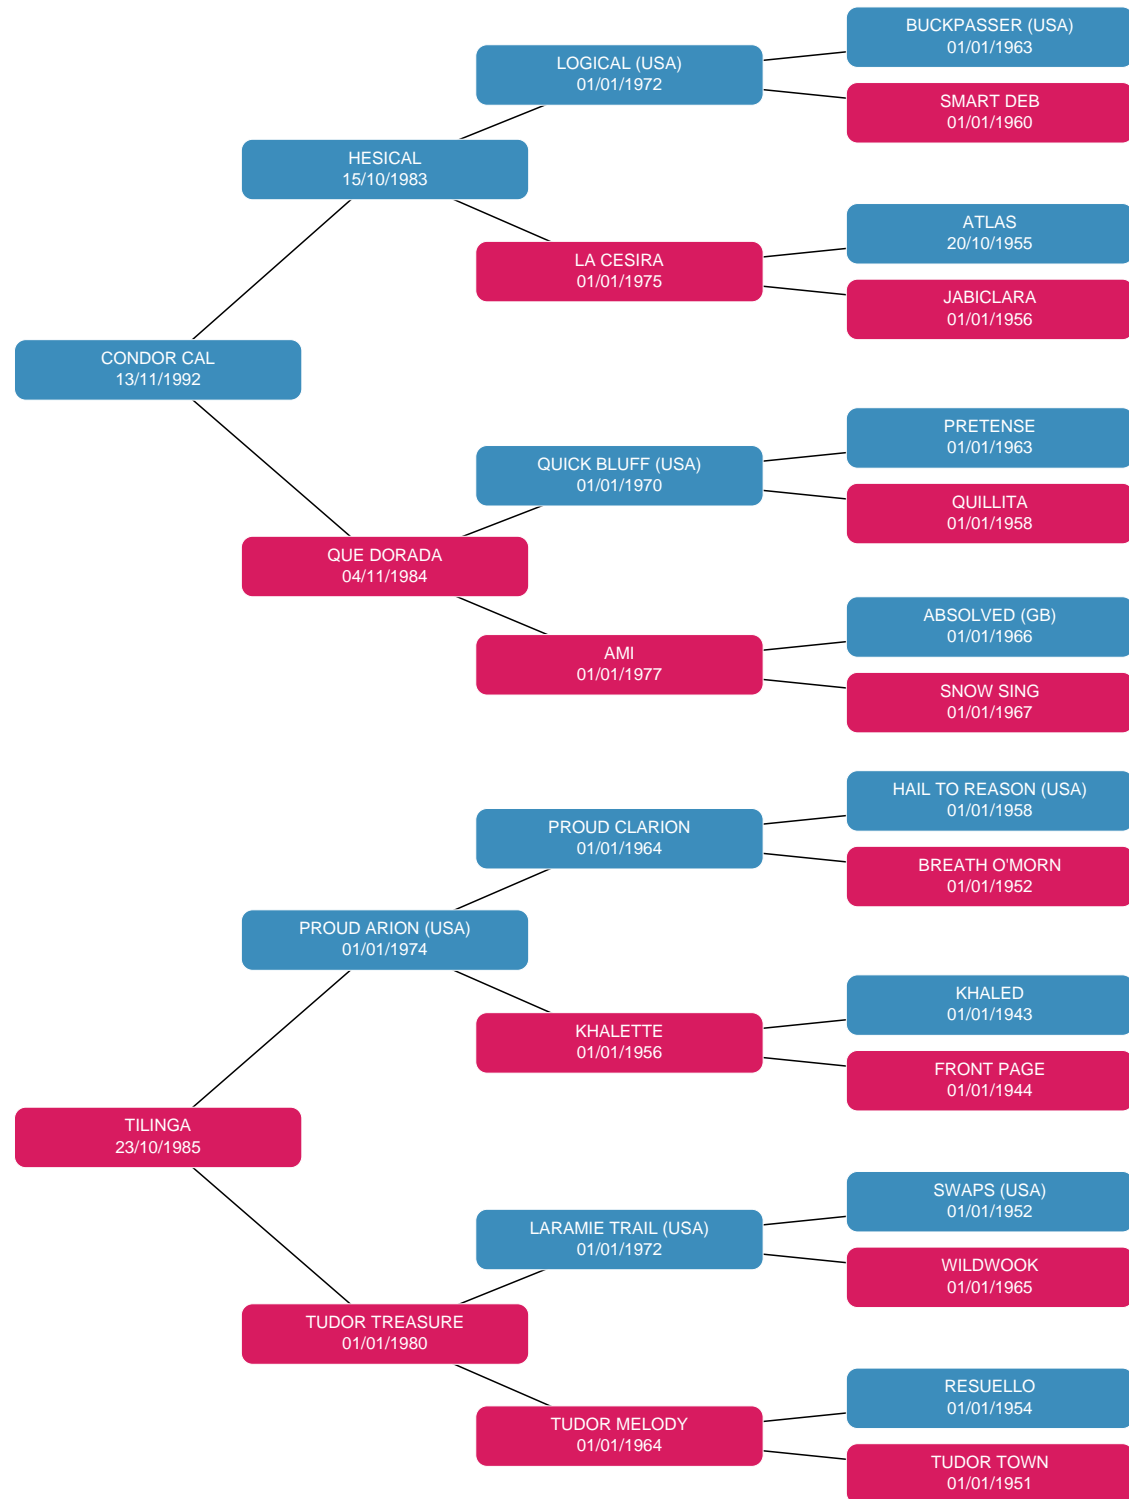 BUCKPASSER (USA)
01/01/1963
LOGICAL (USA)
01/01/1972
SMART DEB
01/01/1960
HESICAL
15/10/1983
ATLAS
20/10/1955
LA CESIRA
01/01/1975
JABICLARA
01/01/1956
CONDOR CAL
13/11/1992
PRETENSE
01/01/1963
QUICK BLUFF (USA)
01/01/1970
QUILLITA
01/01/1958
QUE DORADA
04/11/1984
ABSOLVED (GB)
01/01/1966
AMI
01/01/1977
SNOW SING
01/01/1967
HAIL TO REASON (USA)
01/01/1958
PROUD CLARION
01/01/1964
BREATH O'MORN
01/01/1952
PROUD ARION (USA)
01/01/1974
KHALED
01/01/1943
KHALETTE
01/01/1956
FRONT PAGE
01/01/1944
TILINGA
23/10/1985
SWAPS (USA)
01/01/1952
LARAMIE TRAIL (USA)
01/01/1972
WILDWOOK
01/01/1965
TUDOR TREASURE
01/01/1980
RESUELLO
01/01/1954
TUDOR MELODY
01/01/1964
TUDOR TOWN
01/01/1951